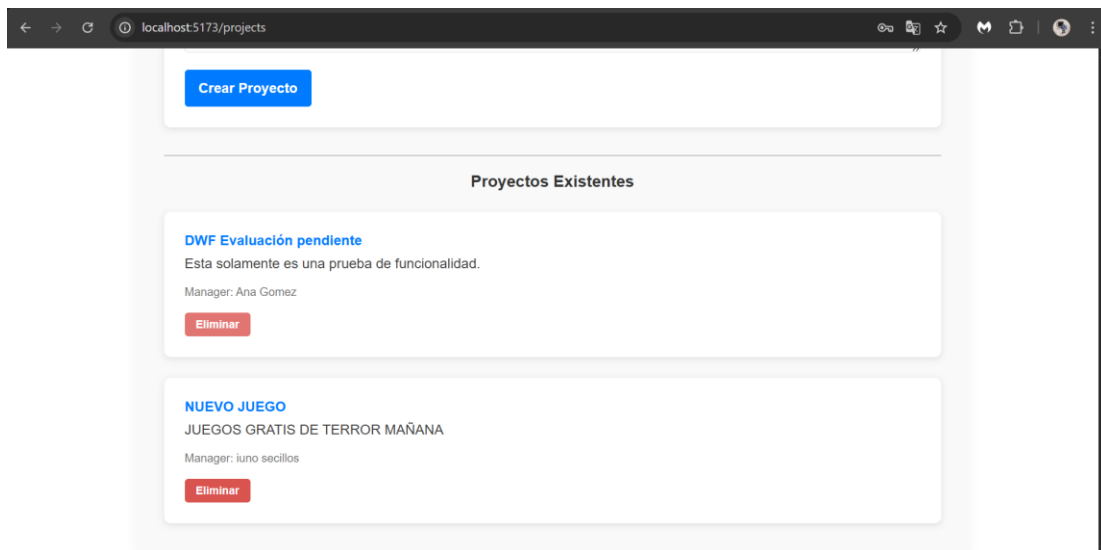 localhost:5173/projects
Crear Proyecto
Proyectos Existentes
DWF Evaluación pendiente
Esta solamente es una prueba de funcionalidad.
Manager: Ana Gomez
Eliminar
NUEVO JUEGO
JUEGOS GRATIS DE TERROR MAÑANA
Manager: iuno secillos
Eliminar